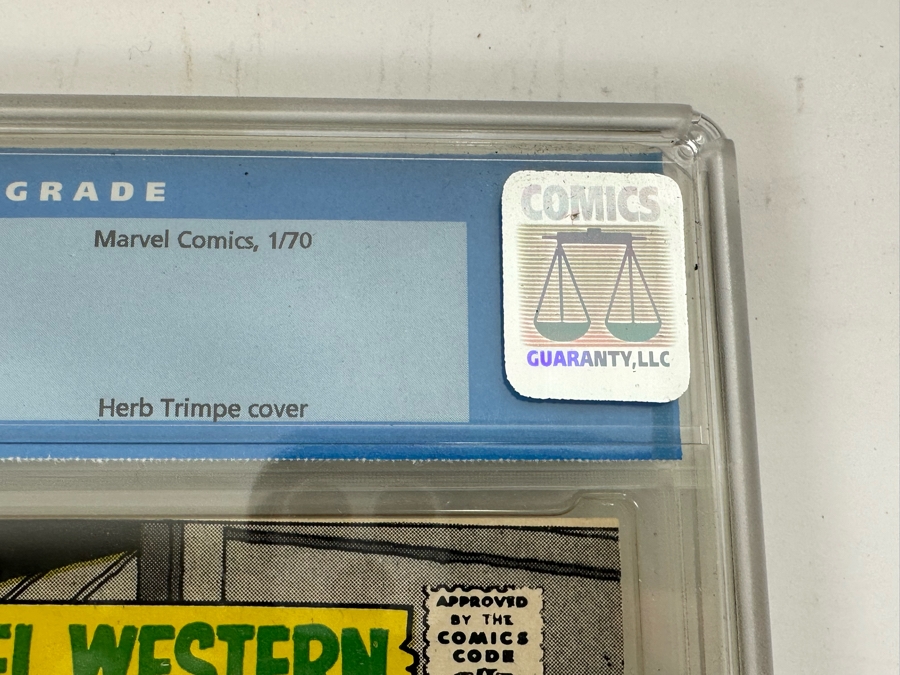 GRADE
COMICS
Marvel Comics, 1/70
GUARANTY,LLC
Herb Trimpe cover
APPROVED
BY THE
COMICS
CODE
EL WESTERN